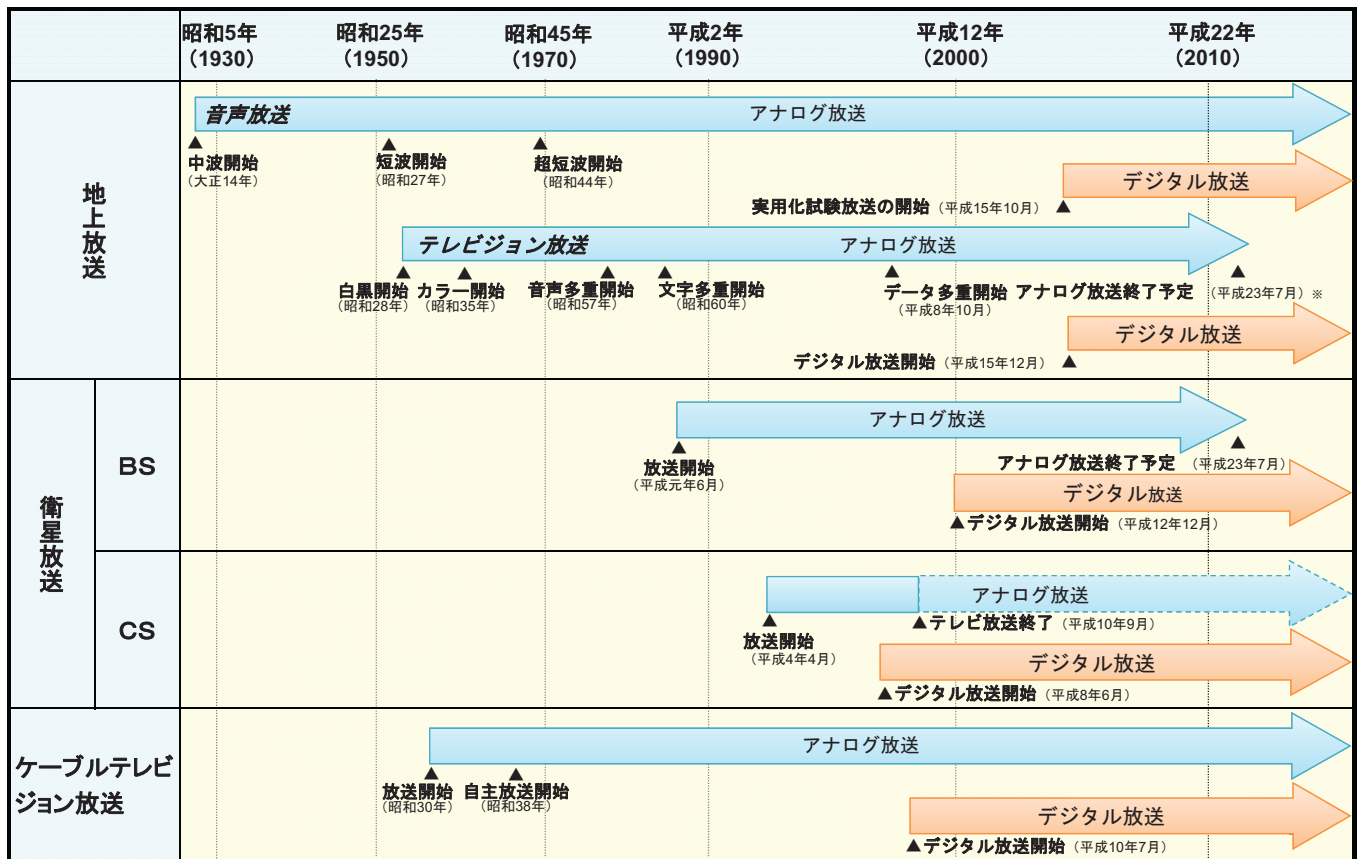 昭和5年 昭和25年 昭和45年 平成2年 平成12年 平成22年
（1930） （1950） （1970） （1990） （2000） （2010）
地上放送
音声放送 アナログ放送
中波開始 短波開始 超短波開始
（大正14年） （昭和27年） （昭和44年）
デジタル放送
実用化試験放送の開始 （平成15年10月）
テレビジョン放送 アナログ放送
白黒開始 カラー開始 音声多重開始 文字多重開始 データ多重開始 アナログ放送終了予定 （平成23年7月）※
（昭和28年） （昭和35年） （昭和57年） （昭和60年） （平成8年10月）
デジタル放送
デジタル放送開始 （平成15年12月）
衛星放送
BS
アナログ放送
放送開始
（平成元年6月）
アナログ放送終了予定 （平成23年7月）
デジタル放送
デジタル放送開始 （平成12年12月）
CS
アナログ放送
放送開始
（平成4年4月）
テレビ放送終了 （平成10年9月）
デジタル放送
デジタル放送開始 （平成8年6月）
ケーブルテレビ
ジョン放送
アナログ放送
放送開始 自主放送開始
（昭和30年） （昭和38年）
デジタル放送
デジタル放送開始 （平成10年7月）